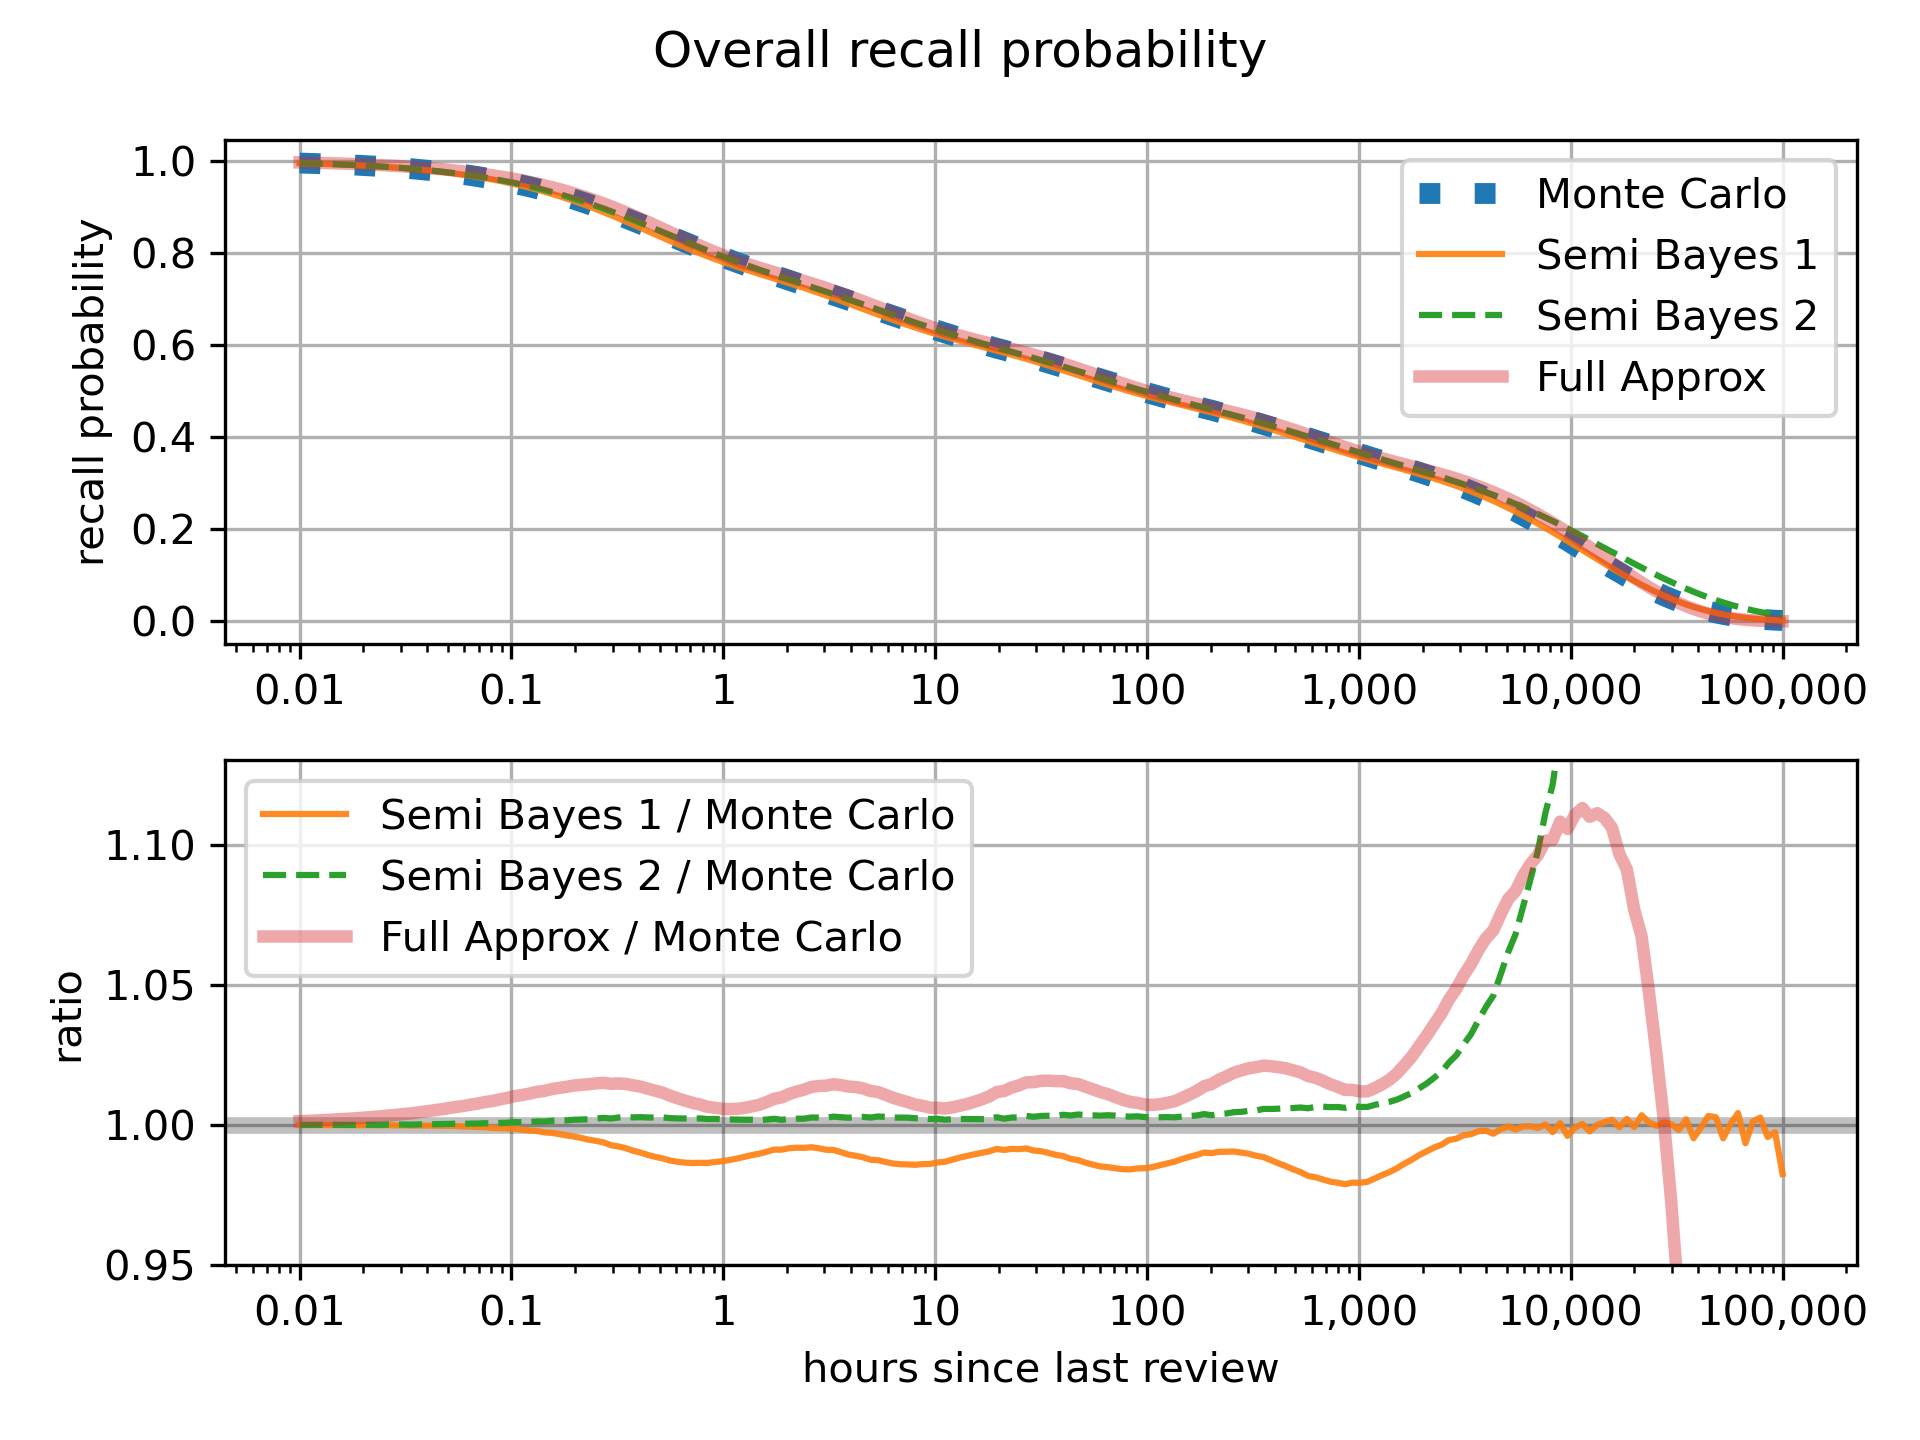 Overall recall probability
recall probability
1.0
0.8
0.6
0.4
0.2
0.0
Monte Carlo
Semi Bayes 1
Semi Bayes 2
Full Approx
0.01 0.1 1 10 100 1,000 10,000 100,000
ratio
1.10
1.05
1.00
0.95
Semi Bayes 1 / Monte Carlo
Semi Bayes 2 / Monte Carlo
Full Approx / Monte Carlo
0.01 0.1 1 10 100 1,000 10,000 100,000
hours since last review